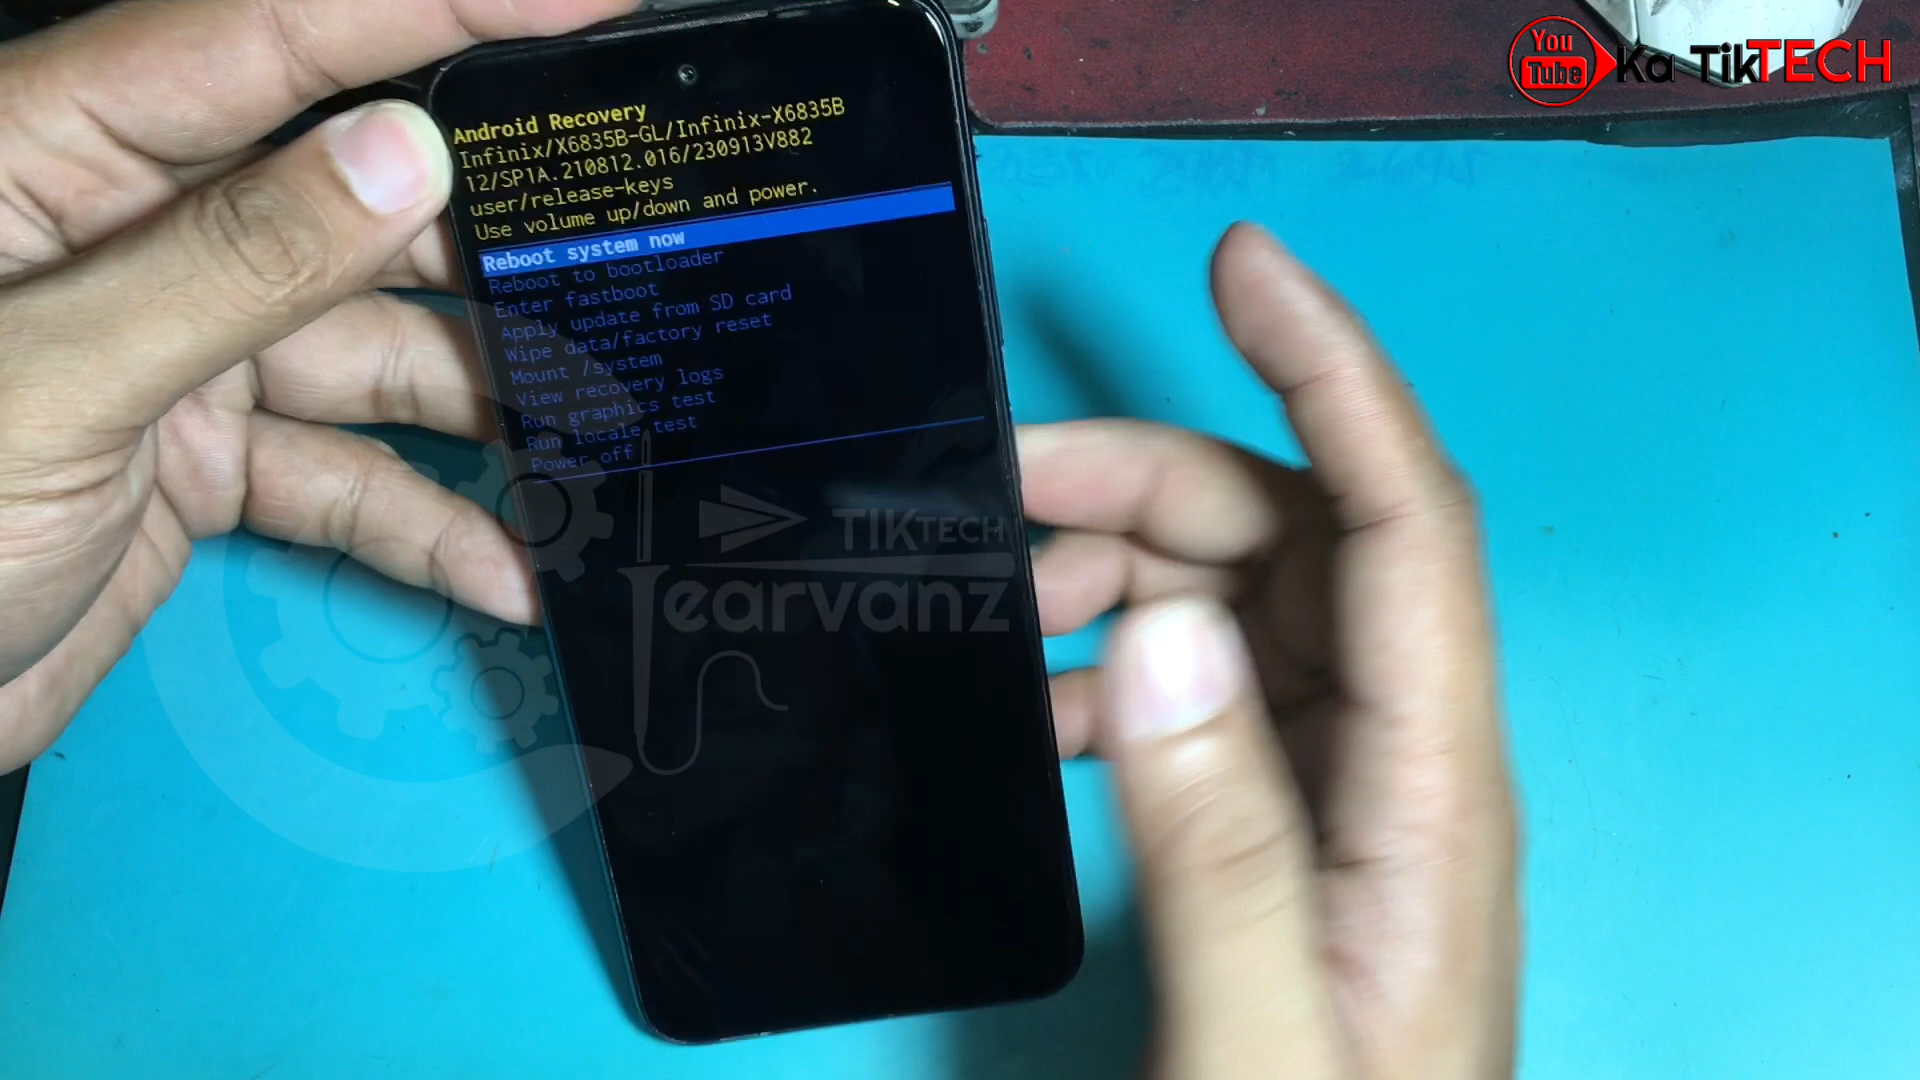 You
Tube
Ka TikTECH
Android Recovery
Infinix/X6835B-GL/Infinix-X6835B
12/SP1A.210812.016/230913V882
user/release-keys
Use volume up/down and power.
Reboot system now
Reboot to bootloader
Enter fastboot
Apply update from SD card
Wipe data/factory reset
Mount /system
View recovery logs
Run graphics test
Run locale test
Power off
TIKTECH
earvanz